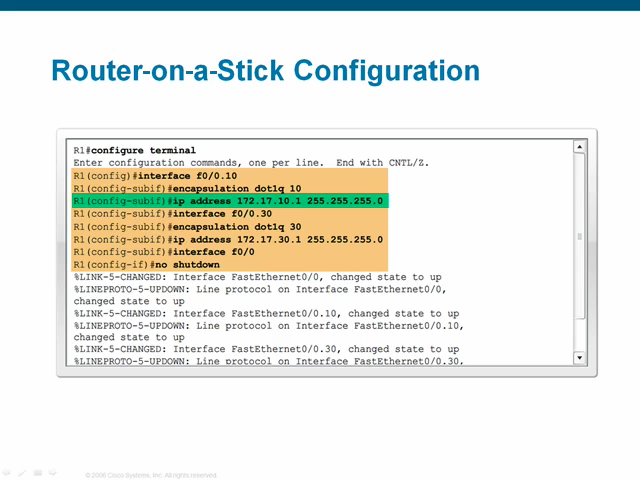 Router-on-a-Stick Configuration
R1#configure terminal
Enter configuration commands, one per line.  End with CNTL/Z.
R1(config)#interface f0/0.10
R1(config-subif)#encapsulation dot1q 10
R1(config-subif)#ip address 172.17.10.1 255.255.255.0
R1(config-subif)#interface f0/0.30
R1(config-subif)#encapsulation dot1q 30
R1(config-subif)#ip address 172.17.30.1 255.255.255.0
R1(config-subif)#interface f0/0
R1(config-if)#no shutdown
%LINK-5-CHANGED: Interface FastEthernet0/0, changed state to up
%LINEPROTO-5-UPDOWN: Line protocol on Interface FastEthernet0/0,
changed state to up
%LINK-5-CHANGED: Interface FastEthernet0/0.10, changed state to up
%LINEPROTO-5-UPDOWN: Line protocol on Interface FastEthernet0/0.10,
changed state to up
%LINK-5-CHANGED: Interface FastEthernet0/0.30, changed state to up
%LINEPROTO-5-UPDOWN: Line protocol on Interface FastEthernet0/0.30,
© 2006 Cisco Systems, Inc. All rights reserved.